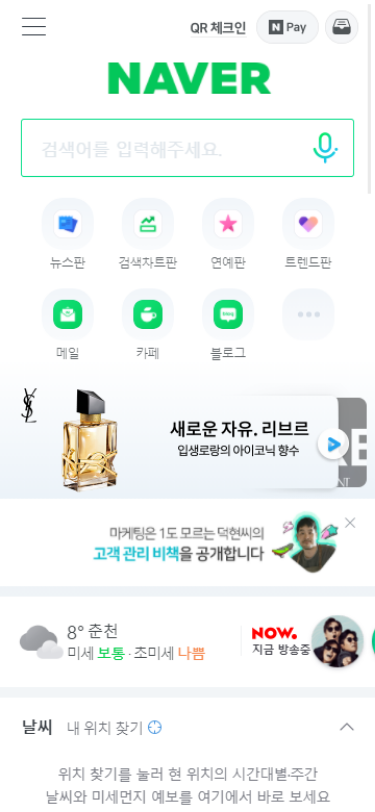 QR 체크인
N Pay
NAVER
검색어를 입력해주세요.
뉴스판
검색차트판
연예판
트렌드판
메일
카페
블로그
새로운 자유. 리브르
입생로랑의 아이코닉 향수
마케팅은 1도 모르는 덕현씨의
고객 관리 비책을 공개합니다
8° 춘천
미세 보통 · 초미세 나쁨
NOW.
지금 방송중
날씨
내 위치 찾기
위치 찾기를 눌러 현 위치의 시간대별·주간
날씨와 미세먼지 예보를 여기에서 바로 보세요